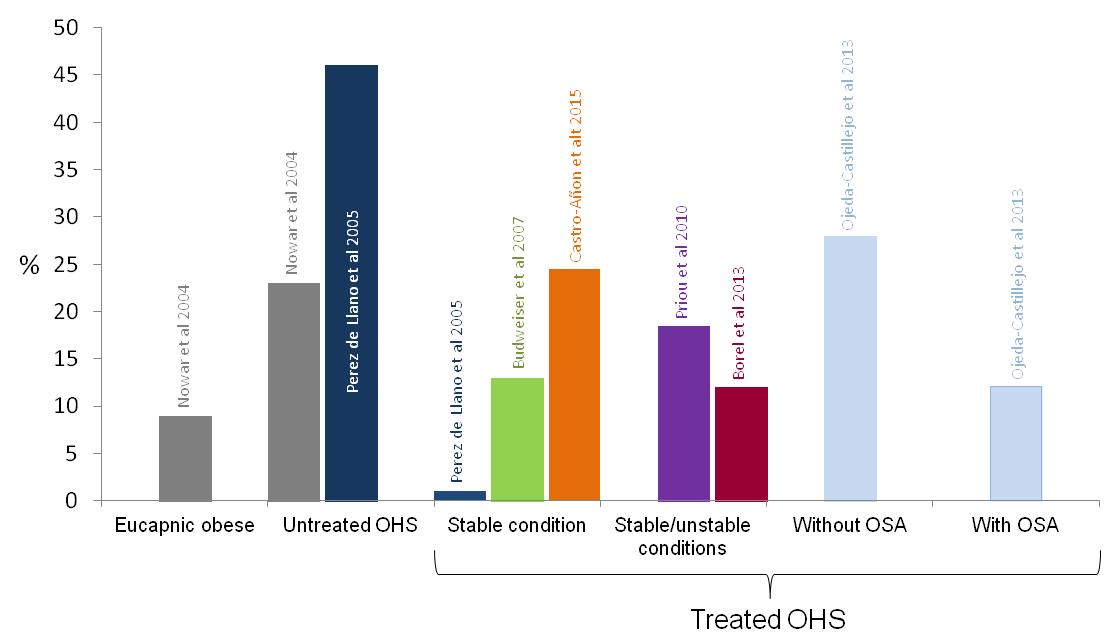 50
45
40
35
30
25
20
15
10
5
0
%
Nowar et al 2004
Nowar et al 2004
Perez de Llano et al 2005
Perez de Llano et al 2005
Budweiser et al 2007
Castro-Añon et alt 2015
Priou et al 2010
Borel et al 2013
Ojeda-Castillejo et al 2013
Ojeda-Castillejo et al 2013
Eucapnic obese
Untreated OHS
Stable condition
Stable/unstable
conditions
Without OSA
With OSA
Treated OHS